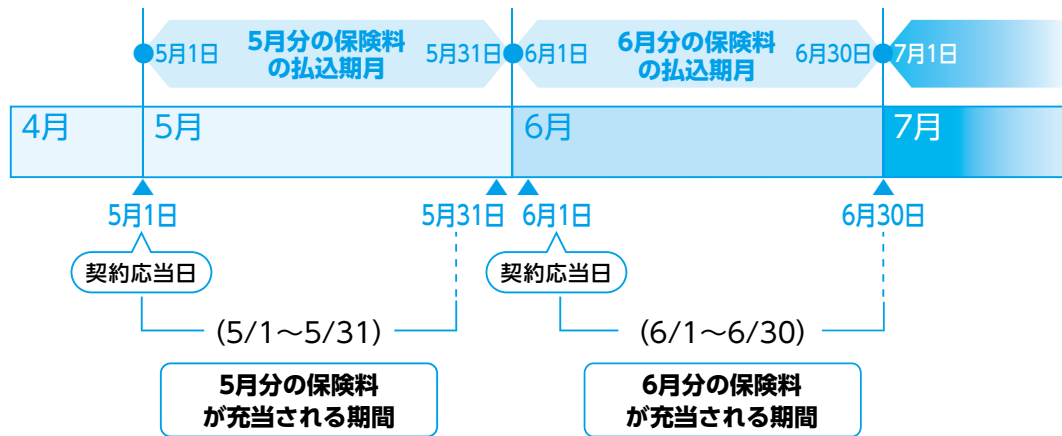 5月1日
5月分の保険料
の払込期月
5月31日
6月1日
6月分の保険料
の払込期月
6月30日
7月1日
4月
5月
6月
7月
5月1日
5月31日
6月1日
6月30日
契約応当日
契約応当日
(5/1〜5/31)
(6/1〜6/30)
5月分の保険料
が充当される期間
6月分の保険料
が充当される期間